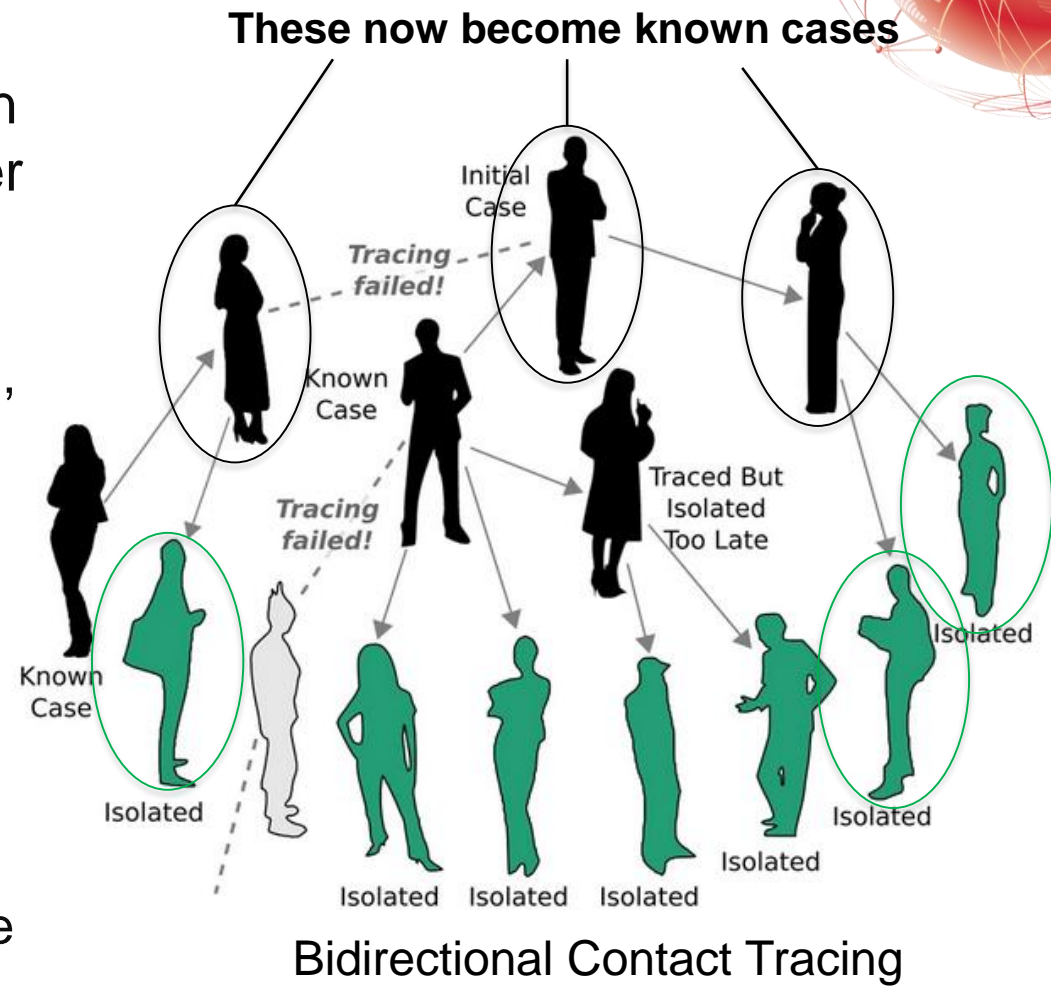 These now become known cases
n
er
,
e
Initial
Case
Tracing
failed!
Known
Case
Tracing
failed!
Traced But
Isolated
Too Late
Known
Case
Isolated
Isolated
Isolated
Isolated
Isolated
Isolated
Isolated
Bidirectional Contact Tracing